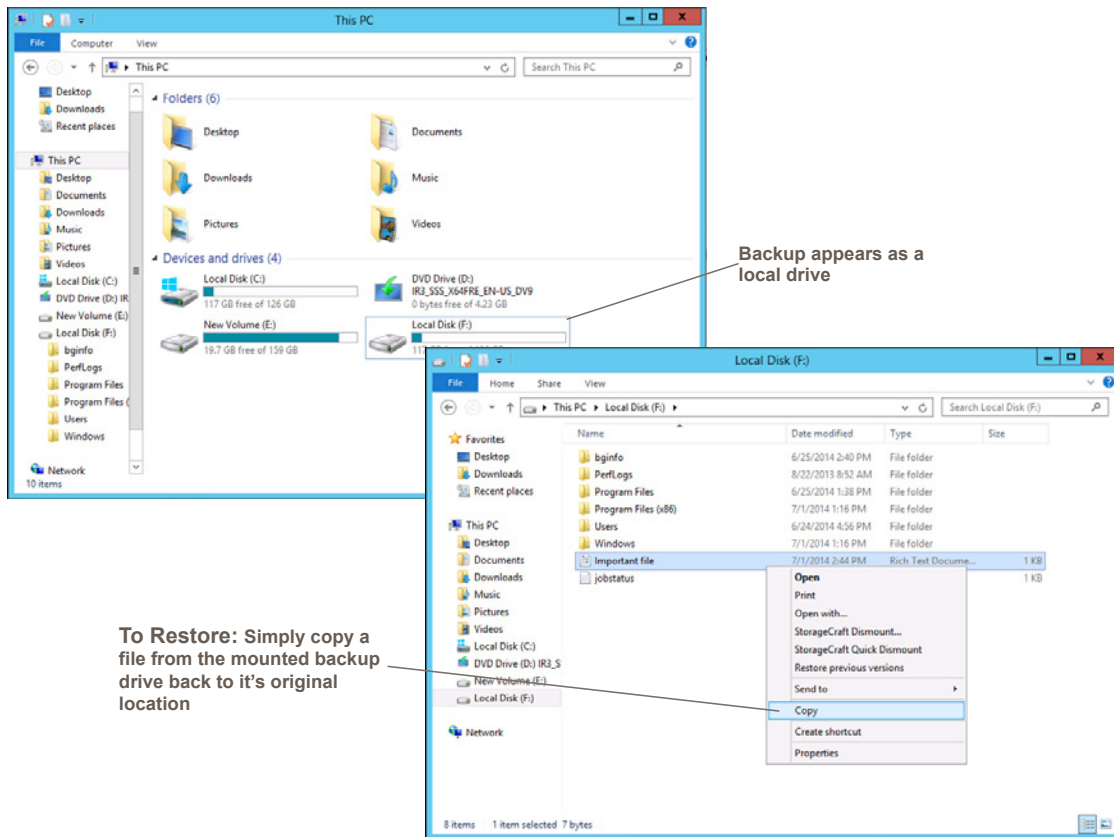 This PC
File Computer View
This PC
Search This PC
Desktop
Downloads
Recent places
This PC
Desktop
Documents
Downloads
Music
Pictures
Videos
Local Disk (C:)
DVD Drive (D:) IR
New Volume (E:)
Local Disk (F:)
bginfo
PerfLogs
Program Files
Program Files (
Users
Windows
Network
10 items
Folders (6)
Desktop
Documents
Downloads
Music
Pictures
Videos
Devices and drives (4)
Local Disk (C:)
117 GB free of 126 GB
DVD Drive (D:)
IR3_SSS_X64FRE_EN-US_DV9
0 bytes free of 4.23 GB
New Volume (E:)
19.7 GB free of 159 GB
Local Disk (F:)
Backup appears as a
local drive
Local Disk (F:)
File Home Share View
This PC Local Disk (F:)
Search Local Disk (F:)
Favorites
Desktop
Downloads
Recent places
This PC
Desktop
Documents
Downloads
Music
Pictures
Videos
Local Disk (C:)
DVD Drive (D:) IR3_S
New Volume (E:)
Local Disk (F:)
Network
Name Date modified Type Size
bginfo 6/25/2014 2:40 PM File folder
PerfLogs 8/22/2013 8:52 AM File folder
Program Files 6/25/2014 1:38 PM File folder
Program Files (x86) 7/1/2014 1:16 PM File folder
Users 6/24/2014 4:56 PM File folder
Windows 7/1/2014 1:16 PM File folder
Important file 7/1/2014 2:44 PM Rich Text Docume... 1 KB
jobstatus 1 KB
Open
Print
Open with...
StorageCraft Dismount...
StorageCraft Quick Dismount
Restore previous versions
Send to
Copy
Create shortcut
Properties
8 items 1 item selected 7 bytes
To Restore: Simply copy a
file from the mounted backup
drive back to it's original
location